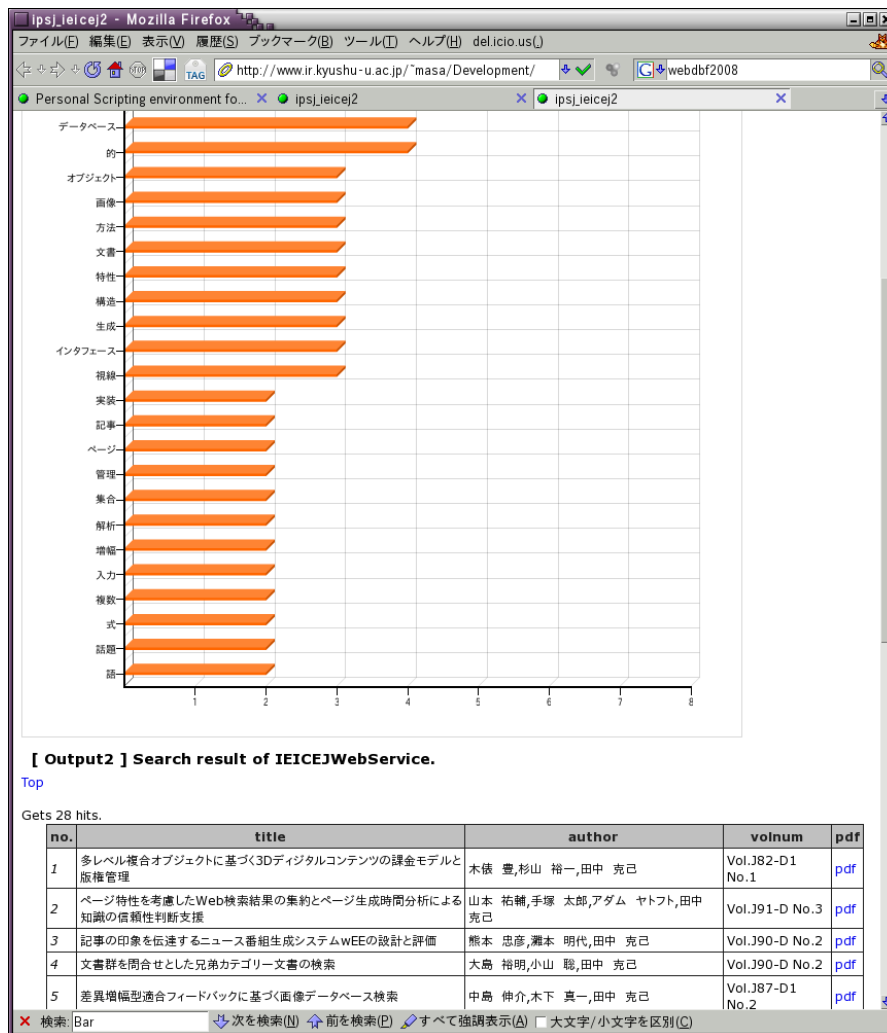 ipsj_ieicej2 - Mozilla Firefox
ファイル(F) 編集(E) 表示(V) 履歴(S) ブックマーク(B) ツール(T) ヘルプ(H) del.icio.us(.)
TAG http://www.ir.kyushu-u.ac.jp/~masa/Development/ G webdbf2008
Personal Scripting environment fo... ipsj_ieicej2 ipsj_ieicej2
データベース
的
オブジェクト
画像
方法
文書
特性
構造
生成
インタフェース
視線
実装
記事
ページ
管理
集合
解析
増幅
入力
複数
式
話題
語
1 2 3 4 5 6 7 8
[ Output2 ] Search result of IEICEJWebService.
Top
Gets 28 hits.
no. title author volnum pdf
1 多レベル複合オブジェクトに基づく3Dディジタルコンテンツの課金モデルと版権管理 木俵 豊,杉山 裕一,田中 克己 Vol.J82-D1 No.1 pdf
2 ページ特性を考慮したWeb検索結果の集約とページ生成時間分析による知識の信頼性判断支援 山本 祐輔,手塚 太郎,アダム ヤトフト,田中 克己 Vol.J91-D No.3 pdf
3 記事の印象を伝達するニュース番組生成システムwEEの設計と評価 熊本 忠彦,灘本 明代,田中 克己 Vol.J90-D No.2 pdf
4 文書群を問合せとした兄弟カテゴリー文書の検索 大島 裕明,小山 聡,田中 克己 Vol.J90-D No.2 pdf
5 差異増幅型適合フィードバックに基づく画像データベース検索 中島 伸介,木下 真一,田中 克己 Vol.J87-D1 No.2 pdf
検索: Bar 次を検索(N) 前を検索(P) すべて強調表示(A) 大文字/小文字を区別(C)